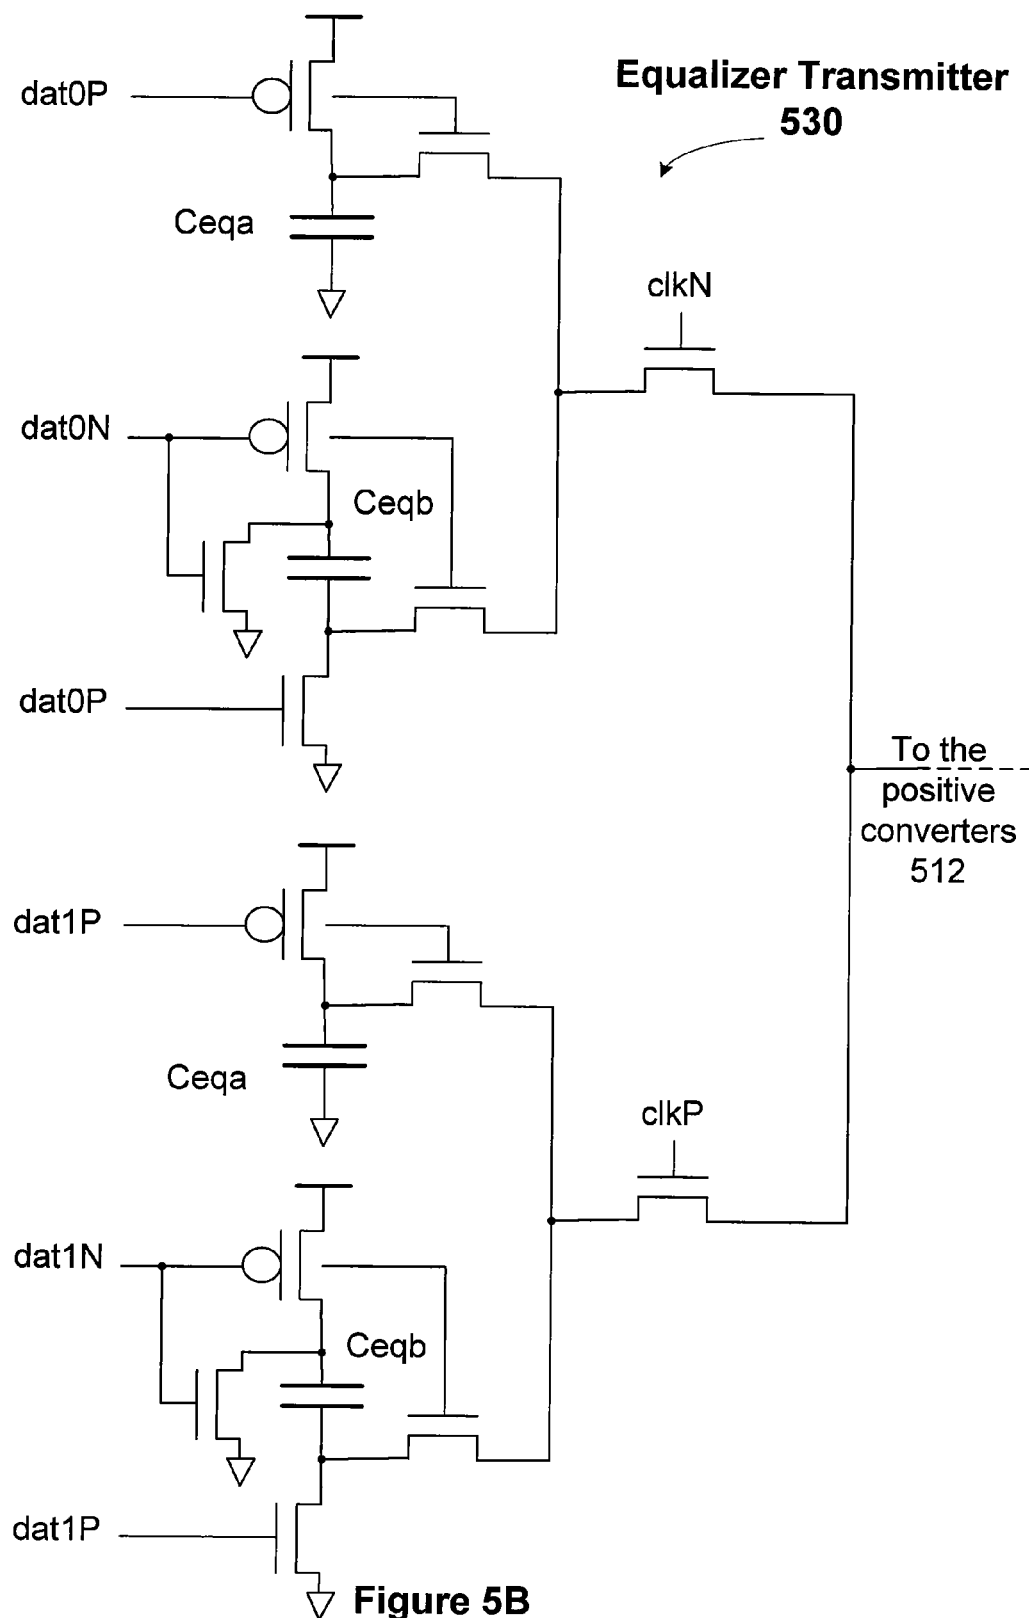 Equalizer Transmitter
530
dat0P
Ceqa
clkN
dat0N
Ceqb
dat0P
To the
positive
converters
512
dat1P
Ceqa
clkP
dat1N
Ceqb
dat1P
Figure 5B